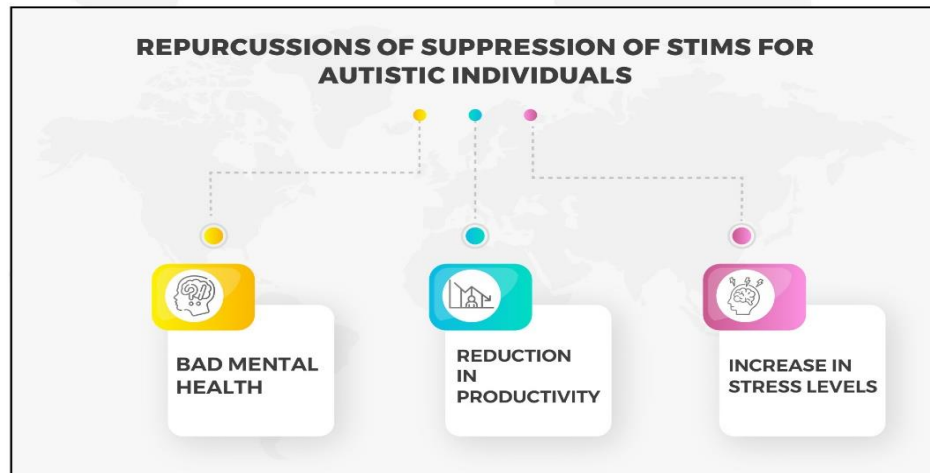 REPURCUSSIONS OF SUPPRESSION OF STIMS FOR
AUTISTIC INDIVIDUALS
BAD MENTAL
HEALTH
REDUCTION
IN
PRODUCTIVITY
INCREASE IN
STRESS LEVELS